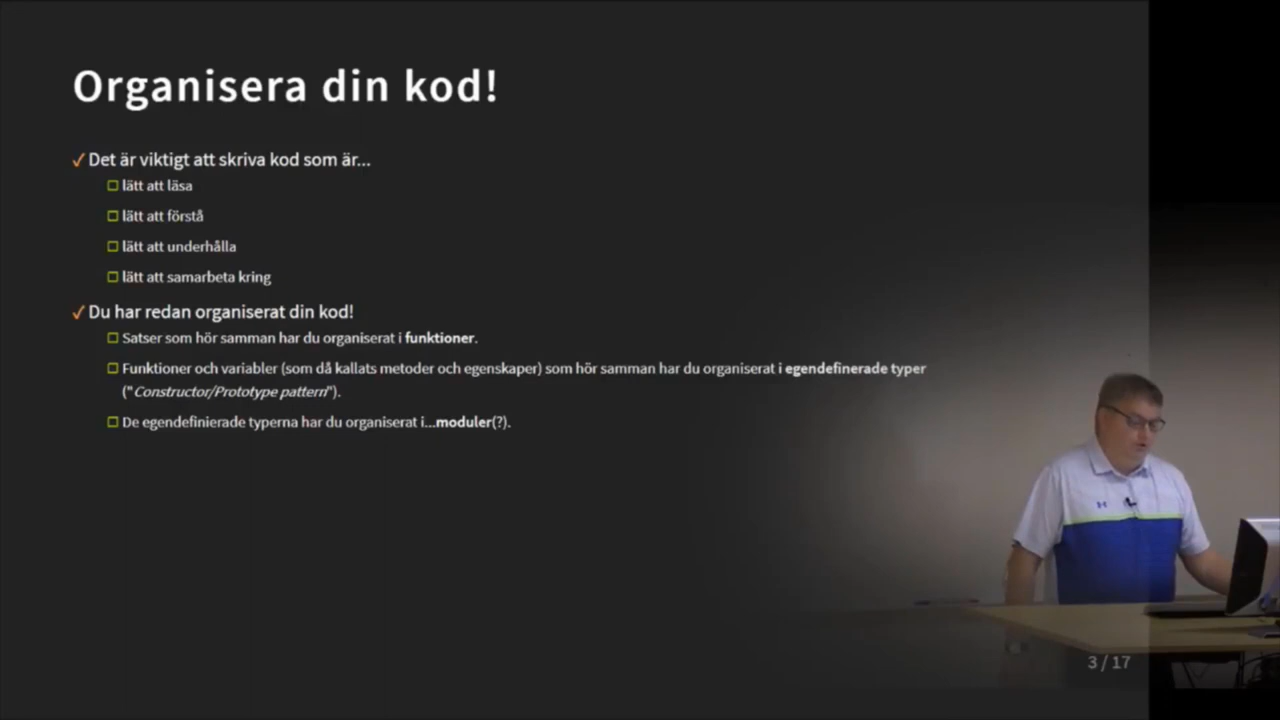 Organisera din kod!
✓ Det är viktigt att skriva kod som är...
lätt att läsa
lätt att förstå
lätt att underhålla
lätt att samarbeta kring
✓ Du har redan organiserat din kod!
Satser som hör samman har du organiserat i funktioner.
Funktioner och variabler (som då kallats metoder och egenskaper) som hör samman har du organiserat i egendefinerade typer
("Constructor/Prototype pattern").
De egendefinierade typerna har du organiserat i...moduler(?).
3 / 17